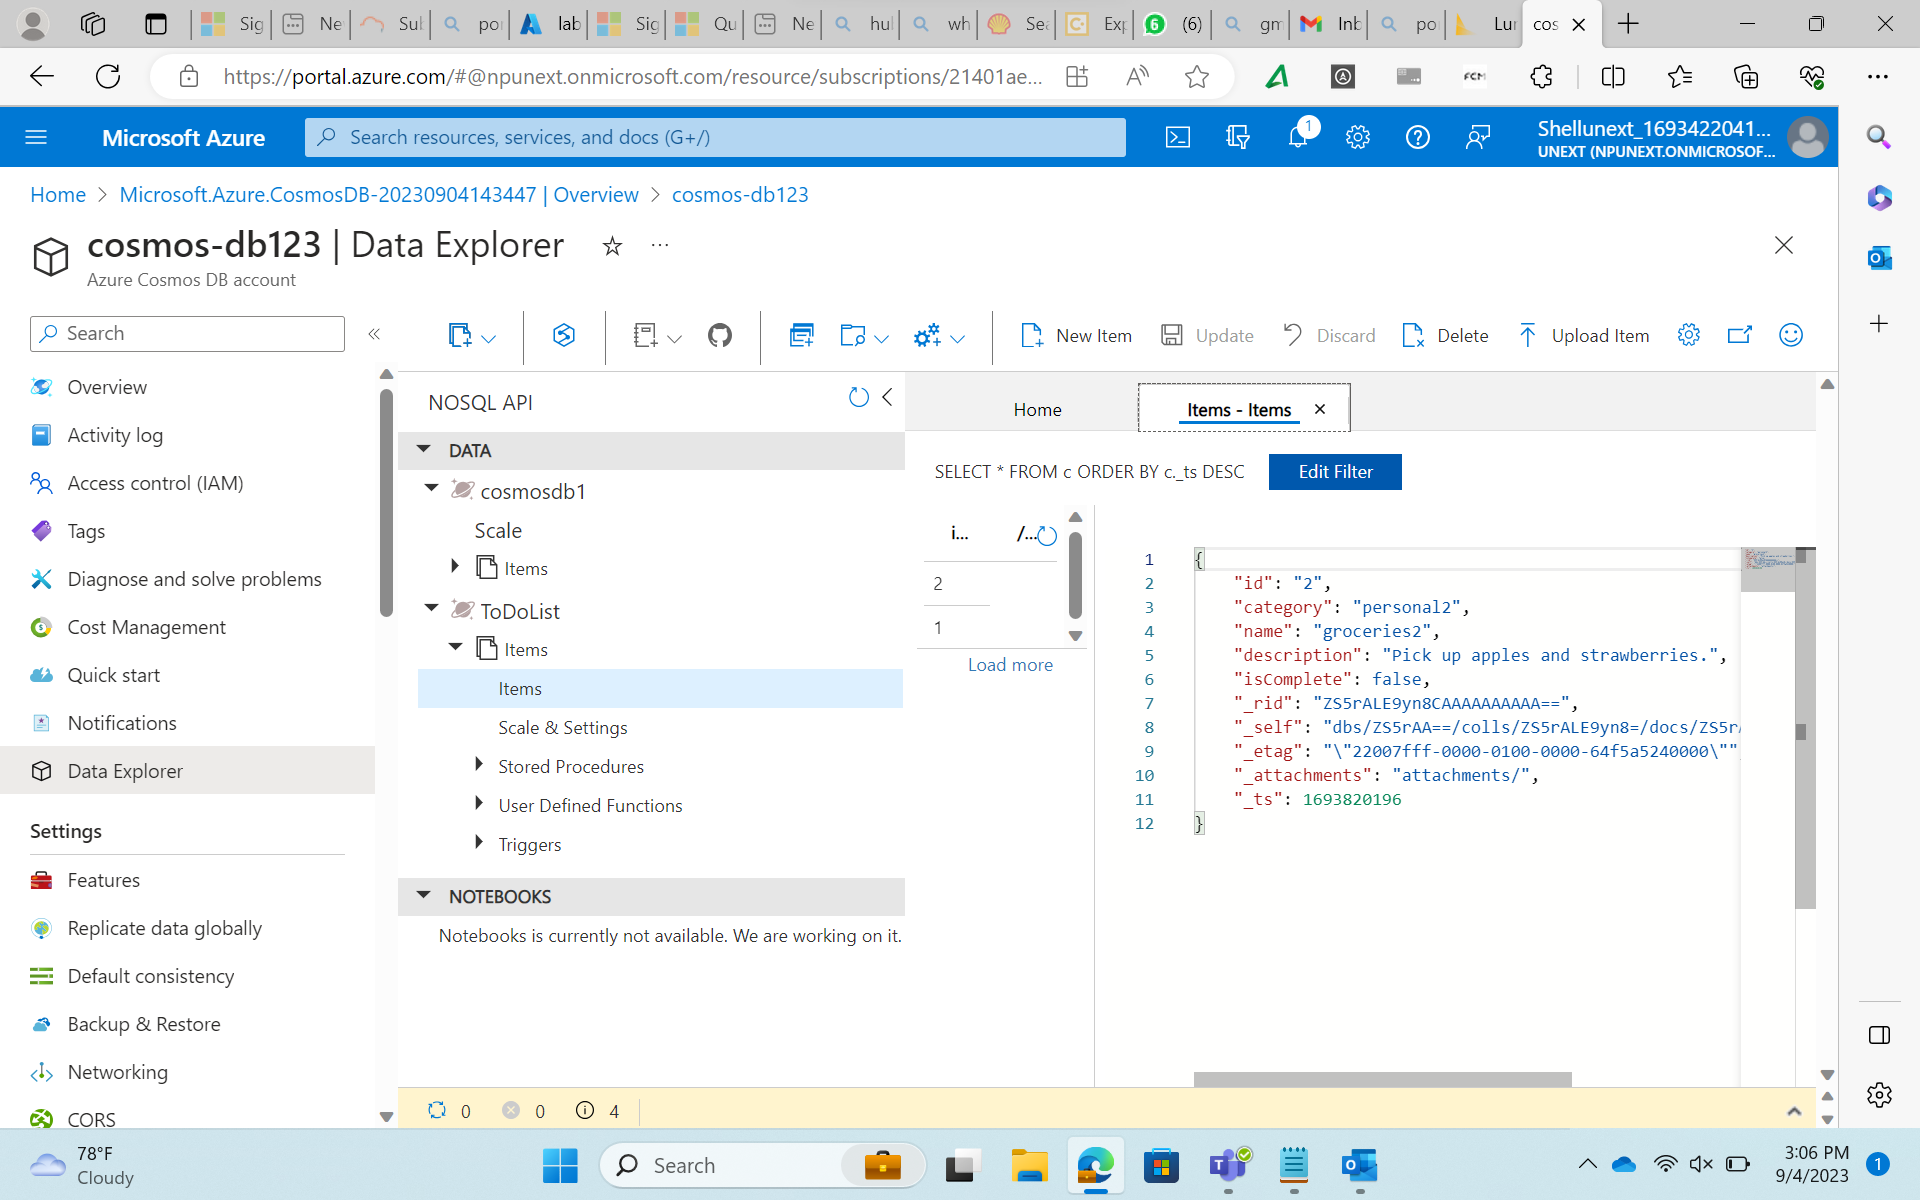 Sig
Ne
Sul
po
lab
Sig
Qu
Ne
hul
wh
Sea
Exp
(6)
gm
Inb
po
Lur
cos
https://portal.azure.com/#@npunext.onmicrosoft.com/resource/subscriptions/21401ae...
FCM
Microsoft Azure
Search resources, services, and docs (G+/)
1
Shellunext_1693422041...
UNEXT (NPUNEXT.ONMICROSOF...
Home > Microsoft.Azure.CosmosDB-20230904143447 | Overview > cosmos-db123
cosmos-db123 | Data Explorer
Azure Cosmos DB account
Search
New Item
Update
Discard
Delete
Upload Item
Overview
Activity log
Access control (IAM)
Tags
Diagnose and solve problems
Cost Management
Quick start
Notifications
Data Explorer
Settings
Features
Replicate data globally
Default consistency
Backup & Restore
Networking
CORS
NOSQL API
DATA
cosmosdb1
Scale
Items
ToDoList
Items
Items
Scale & Settings
Stored Procedures
User Defined Functions
Triggers
NOTEBOOKS
Notebooks is currently not available. We are working on it.
Home
Items - Items
SELECT * FROM c ORDER BY c._ts DESC
Edit Filter
i...
/...
2
1
Load more
1 {
2 "id": "2",
3 "category": "personal2",
4 "name": "groceries2",
5 "description": "Pick up apples and strawberries.",
6 "isComplete": false,
7 "_rid": "ZS5rALE9yn8CAAAAAAAAAA==",
8 "_self": "dbs/ZS5rAA==/colls/ZS5rALE9yn8=/docs/ZS5rA
9 "_etag": "\"22007fff-0000-0100-0000-64f5a5240000\""
10 "_attachments": "attachments/",
11 "_ts": 1693820196
12 }
0
0
4
78°F
Cloudy
Search
3:06 PM
9/4/2023
1